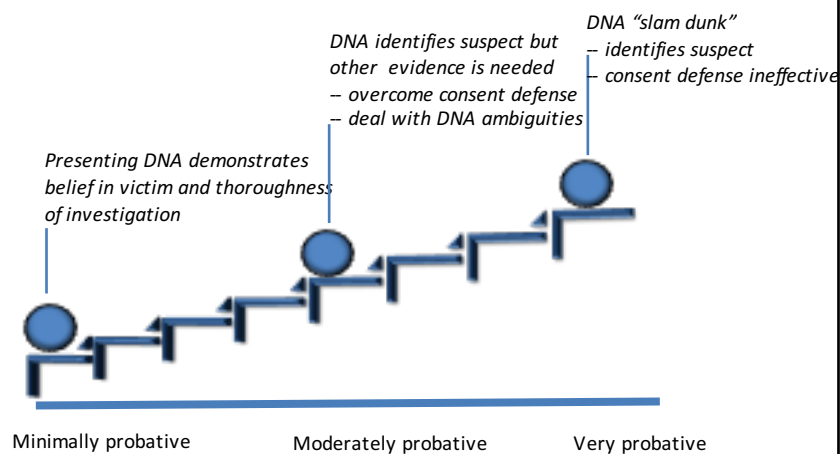 DNA “slam dunk”
-- identifies suspect
-- consent defense ineffective
DNA identifies suspect but
other evidence is needed
-- overcome consent defense
-- deal with DNA ambiguities
Presenting DNA demonstrates
belief in victim and thoroughness
of investigation
Minimally probative
Moderately probative
Very probative